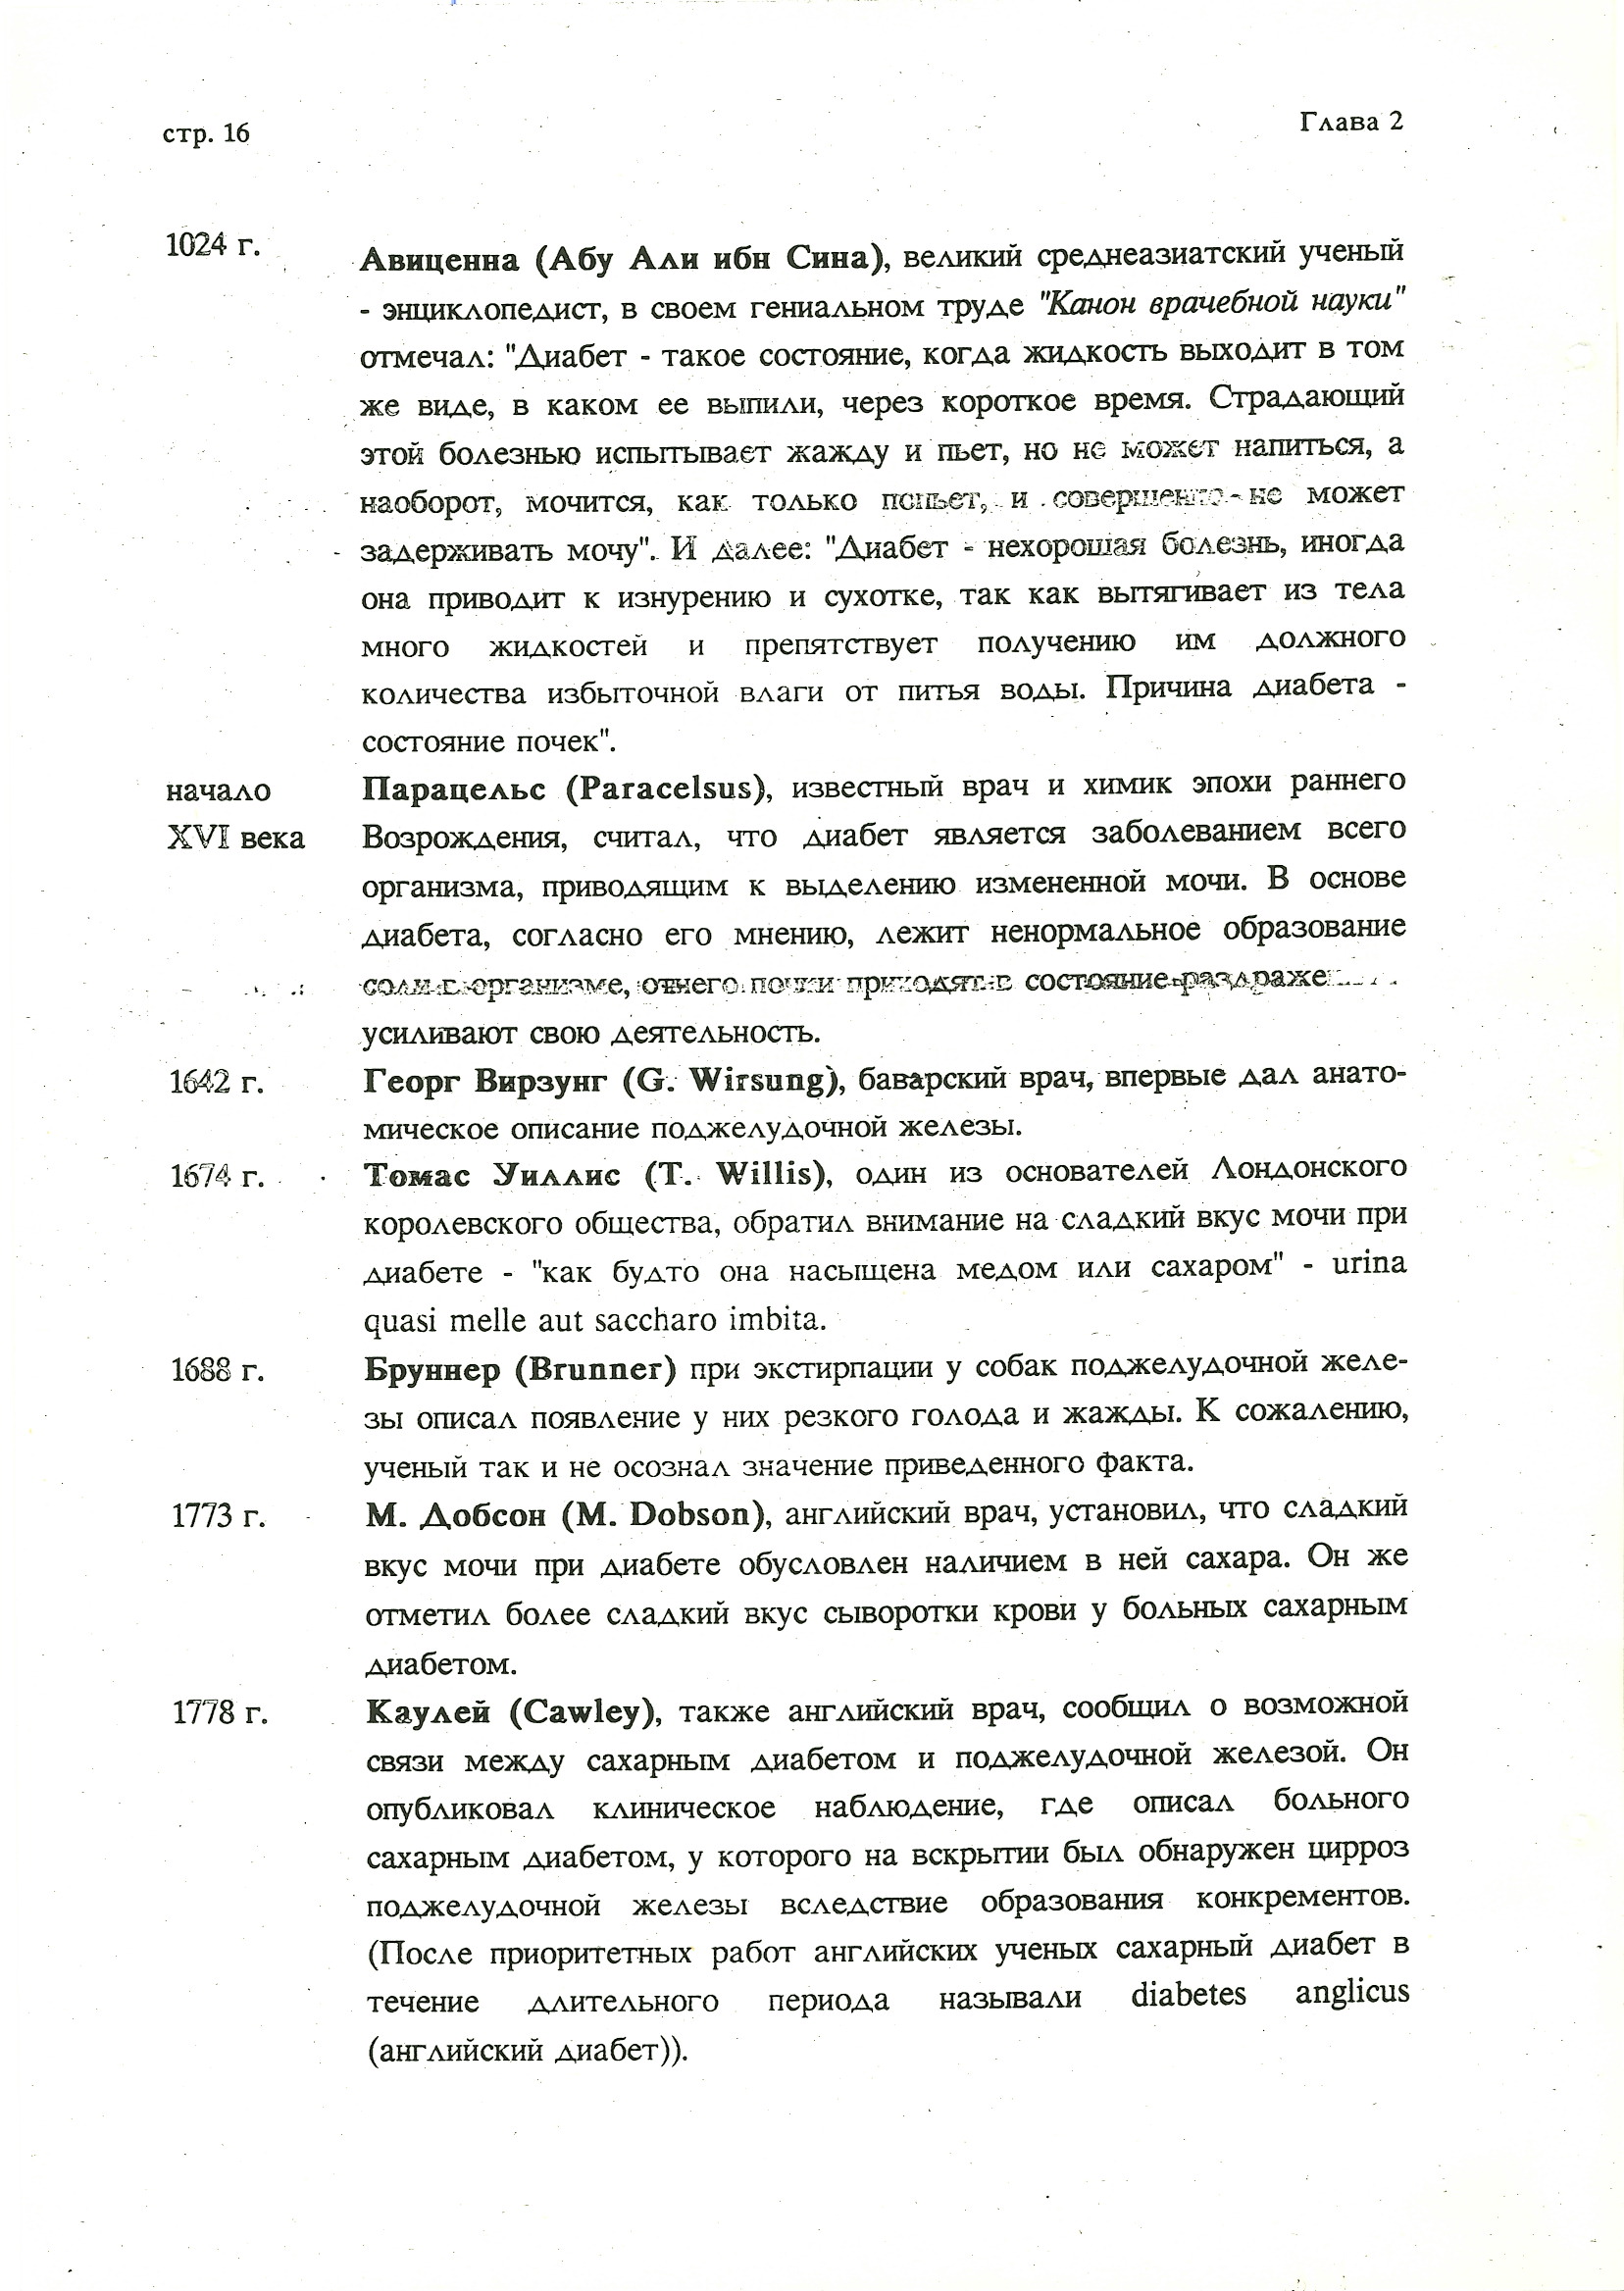 стр. 16
Глава 2
1024 г.
Авиценна (Абу Али ибн Сина), великий среднеазиатский ученый
- энциклопедист, в своем гениальном труде "Канон врачебной науки"
отмечал: "Диабет - такое состояние, когда жидкость выходит в том
же виде, в каком ее выпили, через короткое время. Страдающий
этой болезнью испытывает жажду и пьет, но не может напиться, а
наоборот, мочится, как только попьет, и совершенно не может
задерживать мочу". И далее: "Диабет - нехорошая болезнь, иногда
она приводит к изнурению и сухотке, так как вытягивает из тела
много жидкостей и препятствует получению им должного
количества избыточной влаги от питья воды. Причина диабета -
состояние почек".
начало
XVI века
Парацельс (Paracelsus), известный врач и химик эпохи раннего
Возрождения, считал, что диабет является заболеванием всего
организма, приводящим к выделению измененной мочи. В основе
диабета, согласно его мнению, лежит ненормальное образование
организме, отчего почки приходят в состояние
усиливают свою деятельность.
1642 г.
Георг Вирзунг (G. Wirsung), баварский врач, впервые дал анато-
мическое описание поджелудочной железы.
1674 г.
Томас Уиллис (T. Willis), один из основателей Лондонского
королевского общества, обратил внимание на сладкий вкус мочи при
диабете - "как будто она насыщена медом или сахаром" - urina
quasi melle aut saccharo imbita.
1688 г.
Бруннер (Brunner) при экстирпации у собак поджелудочной желе-
зы описал появление у них резкого голода и жажды. К сожалению,
ученый так и не осознал значение приведенного факта.
1773 г.
М. Добсон (M. Dobson), английский врач, установил, что сладкий
вкус мочи при диабете обусловлен наличием в ней сахара. Он же
отметил более сладкий вкус сыворотки крови у больных сахарным
диабетом.
1778 г.
Каулей (Cawley), также английский врач, сообщил о возможной
связи между сахарным диабетом и поджелудочной железой. Он
опубликовал клиническое наблюдение, где описал больного
сахарным диабетом, у которого на вскрытии был обнаружен цирроз
поджелудочной железы вследствие образования конкрементов.
(После приоритетных работ английских ученых сахарный диабет в
течение длительного периода называли diabetes anglicus
(английский диабет)).